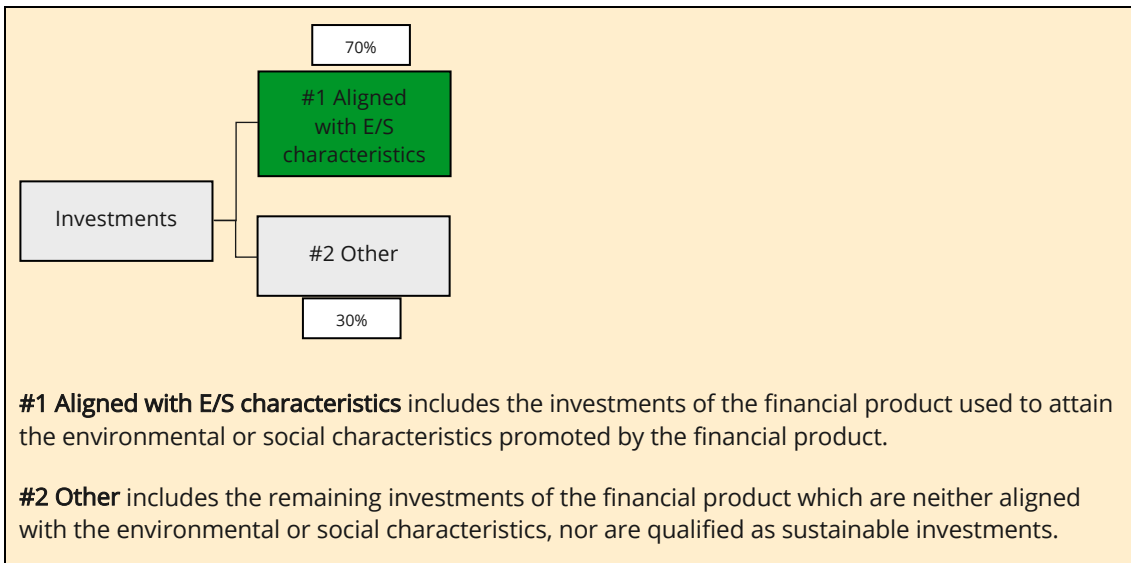 70%
#1 Aligned
with E/S
characteristics
Investments
#2 Other
30%
#1 Aligned with E/S characteristics includes the investments of the financial product used to attain
the environmental or social characteristics promoted by the financial product.
#2 Other includes the remaining investments of the financial product which are neither aligned
with the environmental or social characteristics, nor are qualified as sustainable investments.